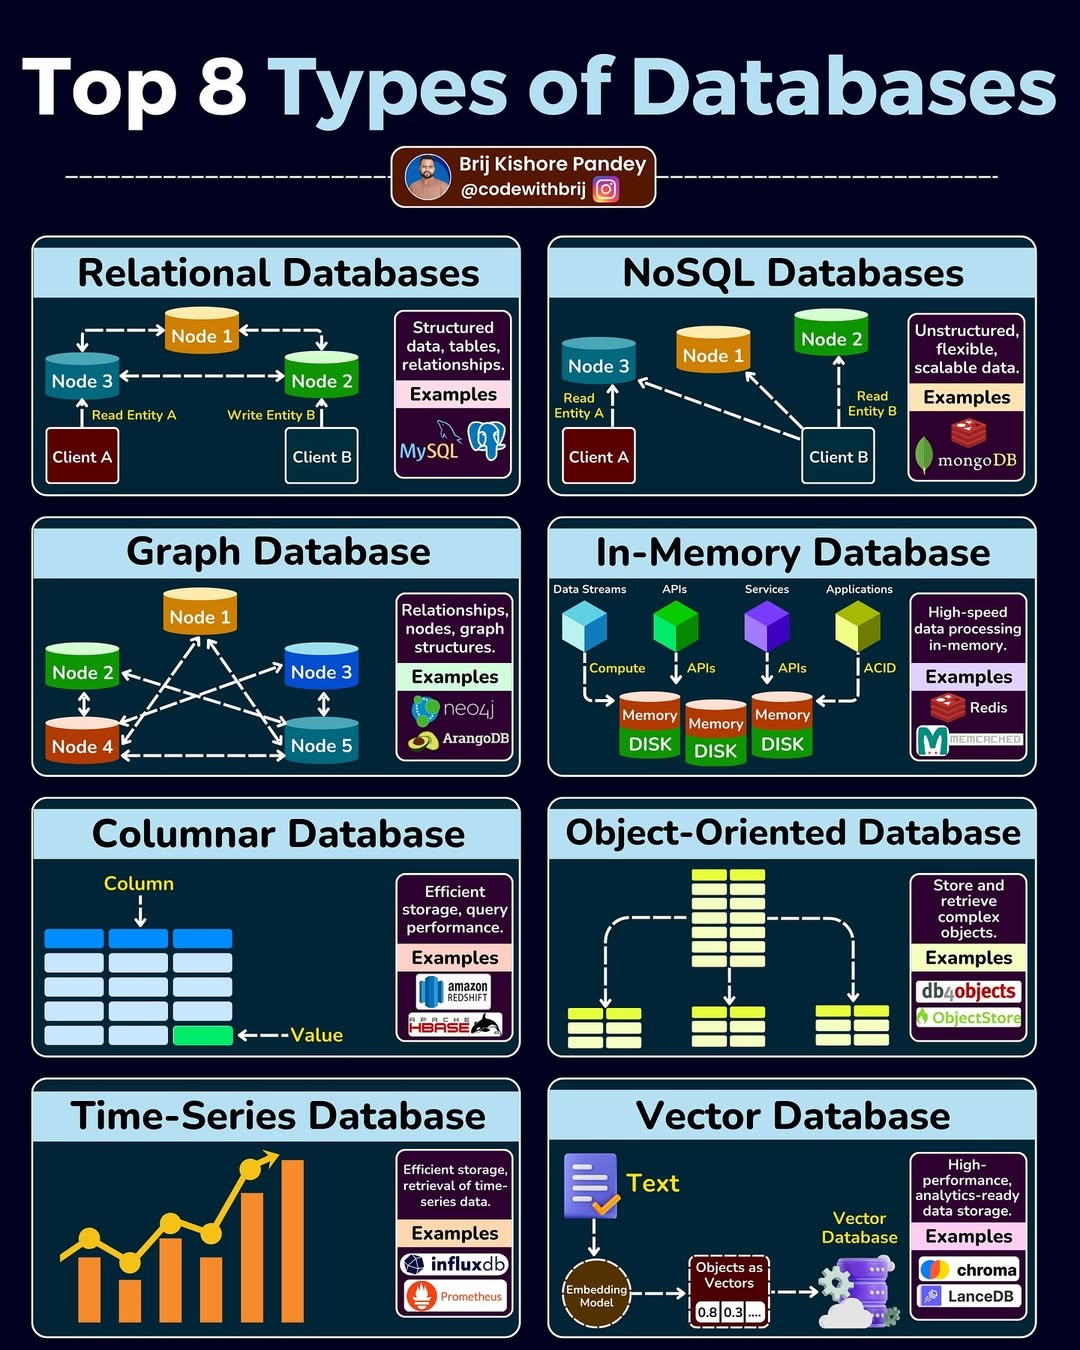 Top 8 Types of Databases
Brij Kishore Pandey
@codewithbrij
Relational Databases
Node 1
Node 3
Node 2
Read Entity A
Write Entity B
Client A
Client B
Structured
data, tables,
relationships.
Examples
MySQL
NoSQL Databases
Node 2
Node 1
Node 3
Read
Entity A
Read
Entity B
Client A
Client B
Unstructured,
flexible,
scalable data.
Examples
mongoDB
Graph Database
Node 1
Node 2
Node 3
Node 4
Node 5
Relationships,
nodes, graph
structures.
Examples
neo4j
ArangoDB
In-Memory Database
Data Streams
APIs
Services
Applications
Compute
APIs
APIs
ACID
Memory
DISK
Memory
DISK
Memory
DISK
High-speed
data processing
in-memory.
Examples
Redis
MEMCACHED
Columnar Database
Column
Value
Efficient
storage, query
performance.
Examples
amazon
REDSHIFT
APACHE
HBASE
Object-Oriented Database
Store and
retrieve
complex
objects.
Examples
db4objects
ObjectStore
Time-Series Database
Efficient storage,
retrieval of time-
series data.
Examples
influxdb
Prometheus
Vector Database
Text
Embedding
Model
Objects as
Vectors
0.8 0.3 ....
Vector
Database
High-
performance,
analytics-ready
data storage.
Examples
chroma
LanceDB